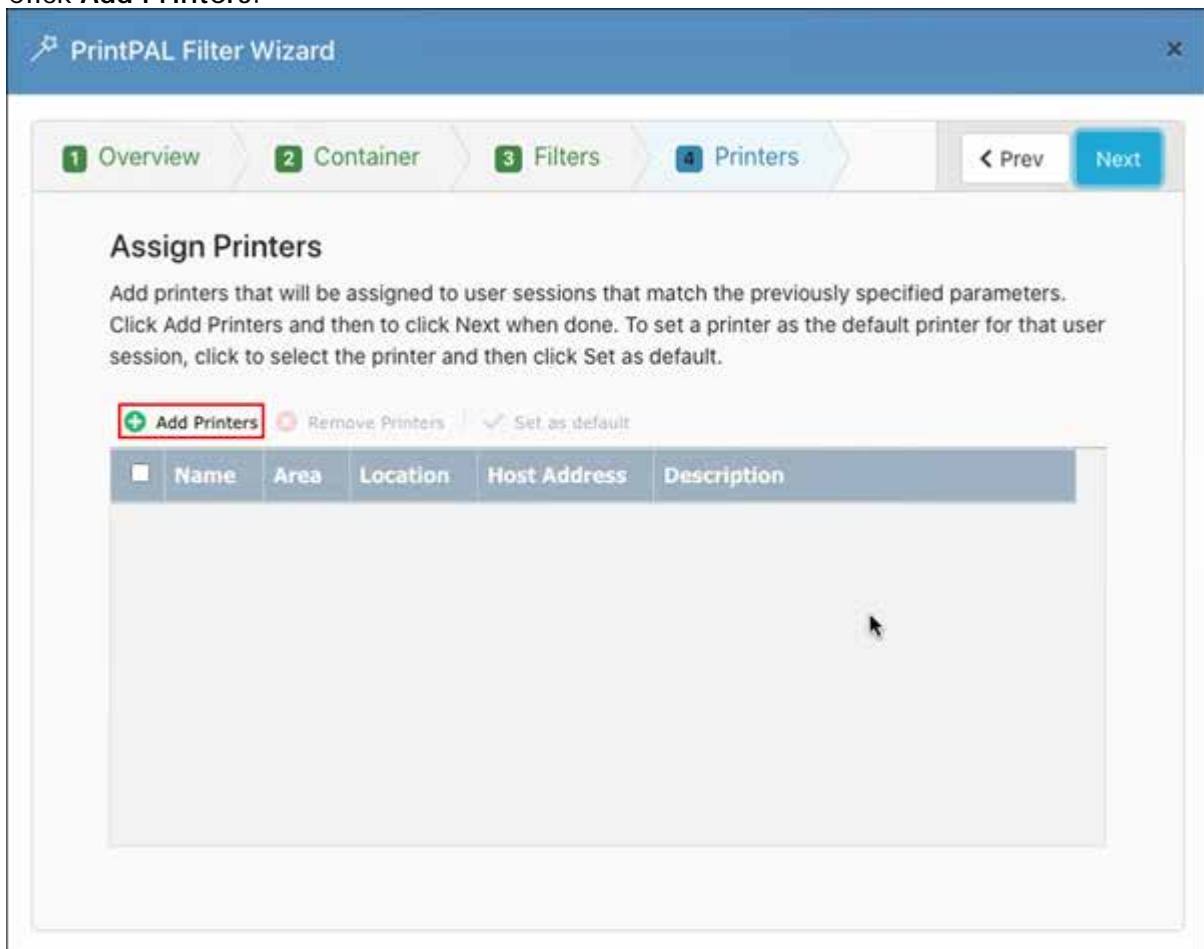 Click Add Printers.
PrintPAL Filter Wizard ×
1 Overview 2 Container 3 Filters 4 Printers Prev Next
Assign Printers
Add printers that will be assigned to user sessions that match the previously specified parameters.
Click Add Printers and then to click Next when done. To set a printer as the default printer for that user
session, click to select the printer and then click Set as default.
Add Printers Remove Printers Set as default
Name Area Location Host Address Description